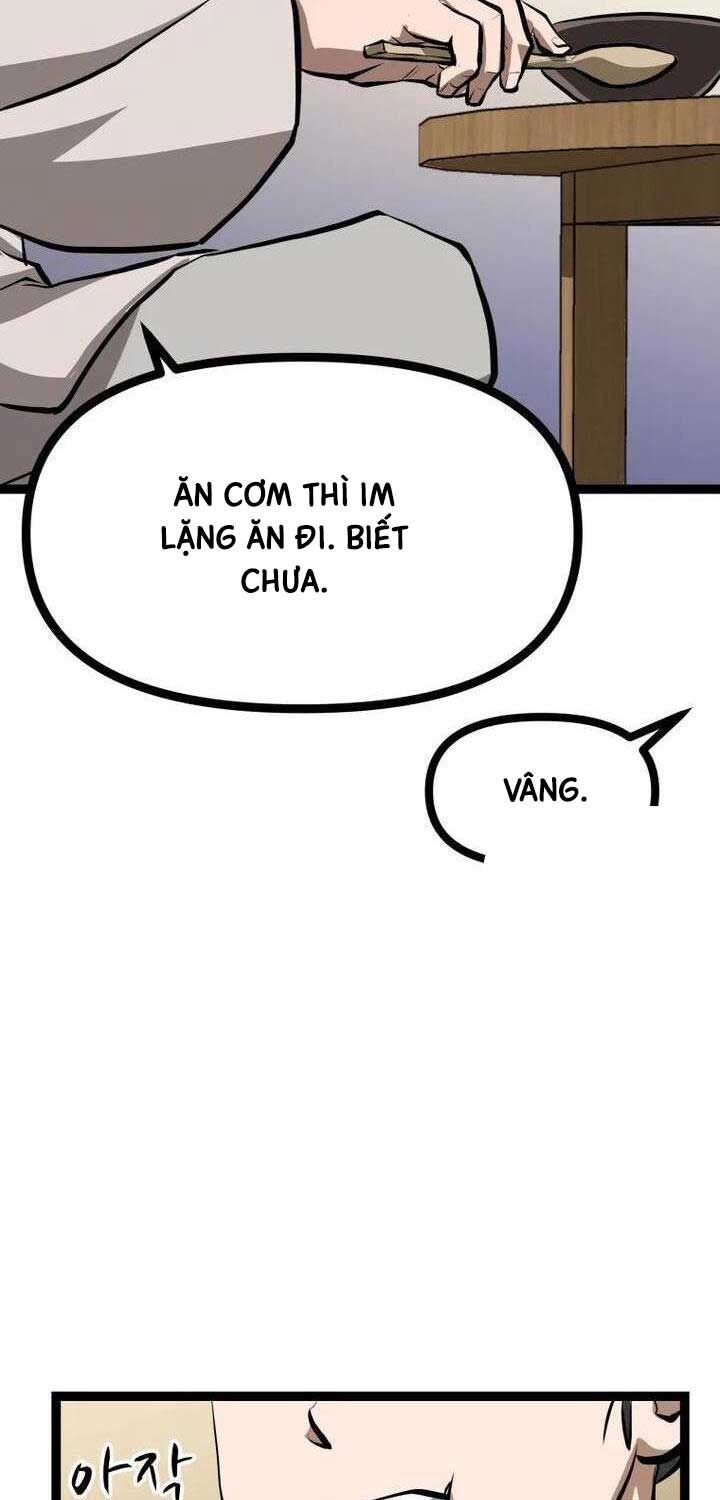 ĂN CƠM THÌ IM
LẶNG ĂN ĐI. BIẾT
CHƯA.
VÂNG.
아작